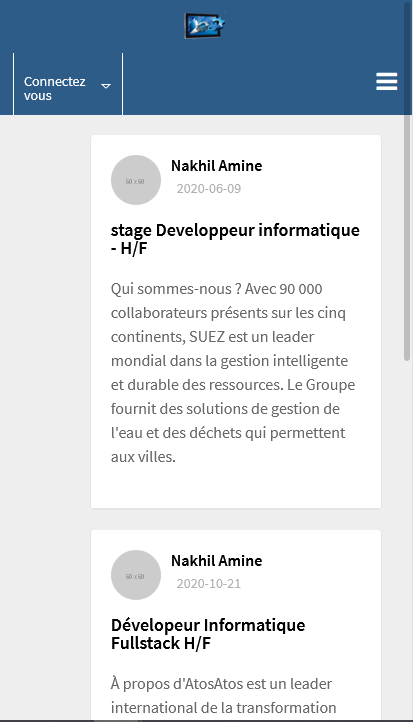 Connectez
vous
50 x 50
Nakhil Amine
2020-06-09
stage Developpeur informatique
- H/F
Qui sommes-nous ? Avec 90 000
collaborateurs présents sur les cinq
continents, SUEZ est un leader
mondial dans la gestion intelligente
et durable des ressources. Le Groupe
fournit des solutions de gestion de
l'eau et des déchets qui permettent
aux villes.
50 x 50
Nakhil Amine
2020-10-21
Dévelopeur Informatique
Fullstack H/F
À propos d'AtosAtos est un leader
international de la transformation